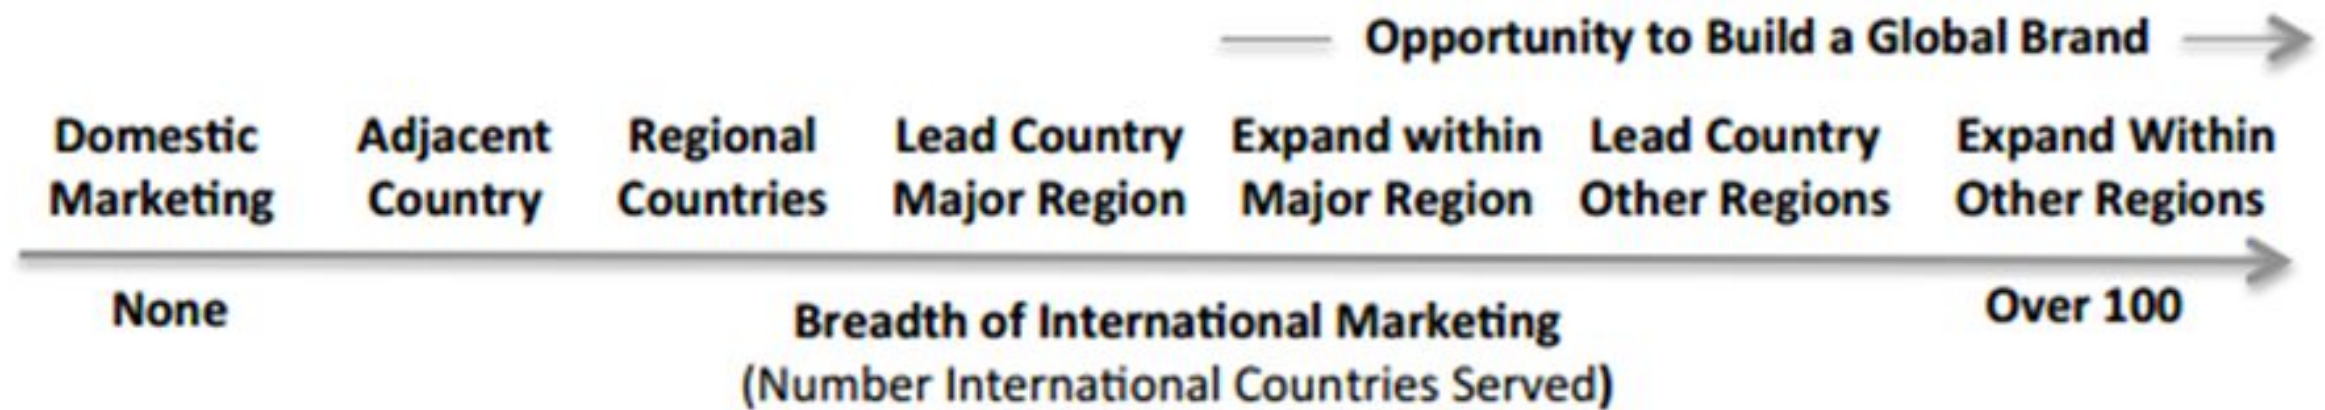 Opportunity to Build a Global Brand
Domestic Marketing
Adjacent Country
Regional Countries
Lead Country Major Region
Expand within Major Region
Lead Country Other Regions
Expand Within Other Regions
None
Breadth of International Marketing
(Number International Countries Served)
Over 100